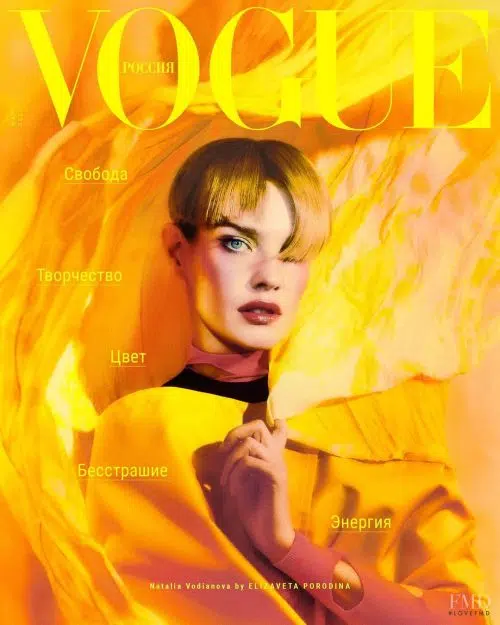 VOGUE
РОССИЯ
Свобода
Творчество
Цвет
Бесстрашие
Энергия
Natalia Vodianova by ELIZAVETA PORODINA
FMD
#LOVEFMD